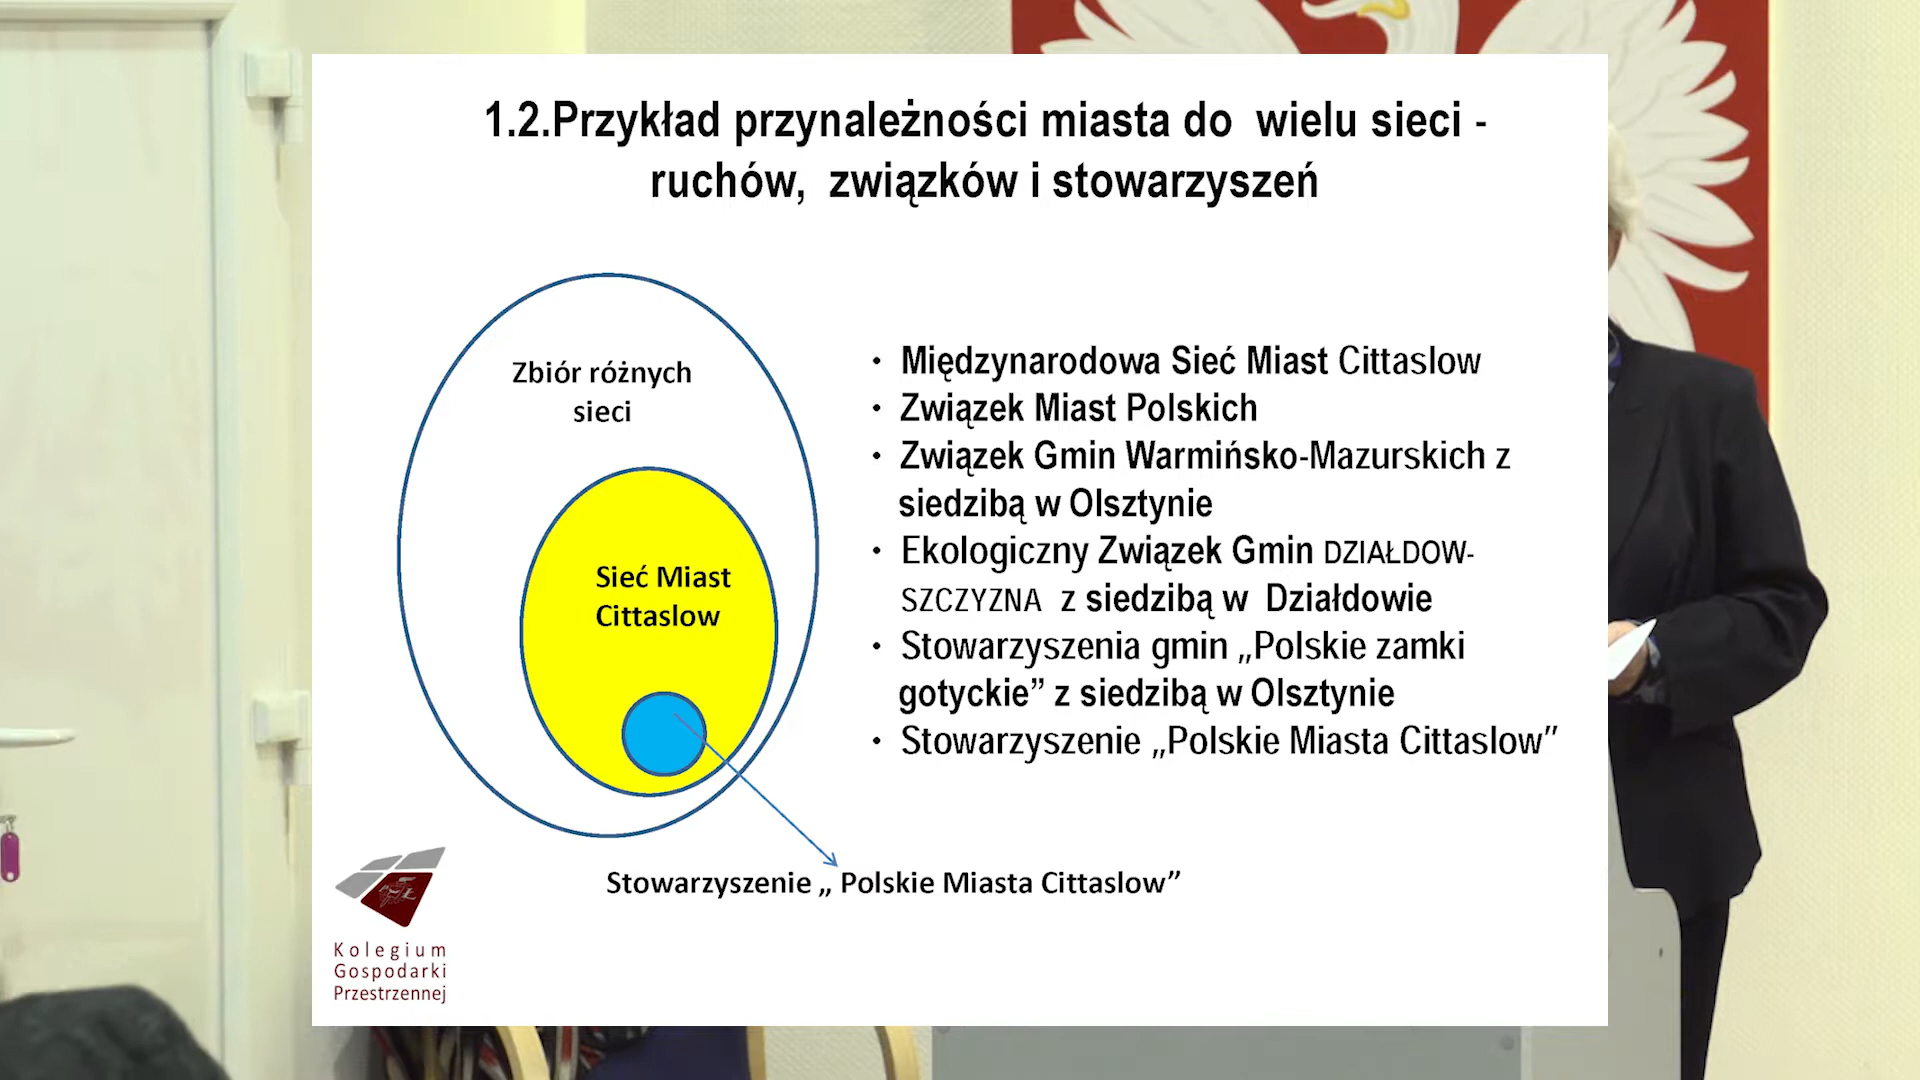 1.2.Przykład przynależności miasta do wielu sieci -
ruchów, związków i stowarzyszeń
Zbiór różnych
sieci
Sieć Miast
Cittaslow
• Międzynarodowa Sieć Miast Cittaslow
• Związek Miast Polskich
• Związek Gmin Warmińsko-Mazurskich z
siedzibą w Olsztynie
• Ekologiczny Związek Gmin DZIAŁDOW-
SZCZYZNA z siedzibą w Działdowie
• Stowarzyszenia gmin „Polskie zamki
gotyckie” z siedzibą w Olsztynie
• Stowarzyszenie „Polskie Miasta Cittaslow”
Stowarzyszenie „ Polskie Miasta Cittaslow”
Kolegium
Gospodarki
Przestrzennej